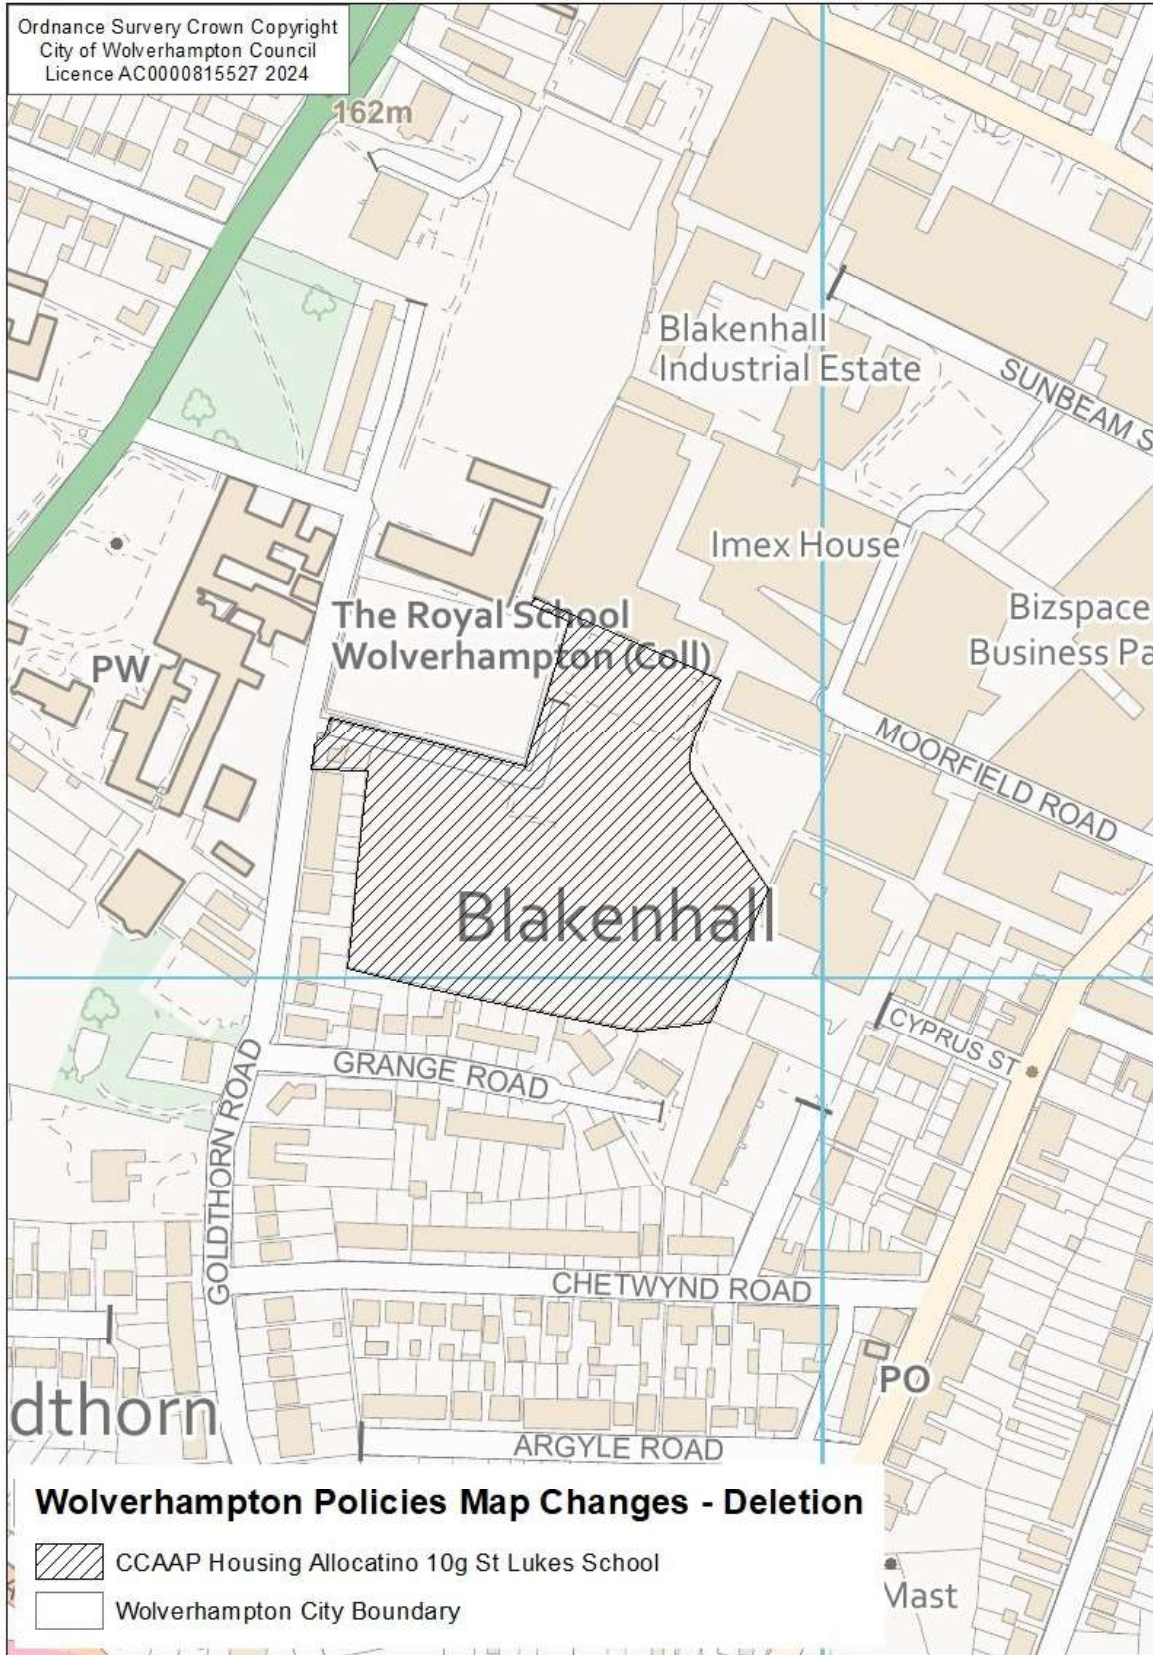 Ordnance Survery Crown Copyright
City of Wolverhampton Council
Licence AC0000815527 2024
162m
Blakenhall
Industrial Estate
SUNBEAM S
Imex House
The Royal School
Wolverhampton (Coll)
Bizspace
Business Pa
PW
MOORFIELD ROAD
Blakenhall
CYPRUS ST
GRANGE ROAD
GOLDTHORN ROAD
CHETWYND ROAD
PO
dthorn
ARGYLE ROAD
Wolverhampton Policies Map Changes - Deletion
CCAAP Housing Allocatino 10g St Lukes School
Wolverhampton City Boundary
Mast